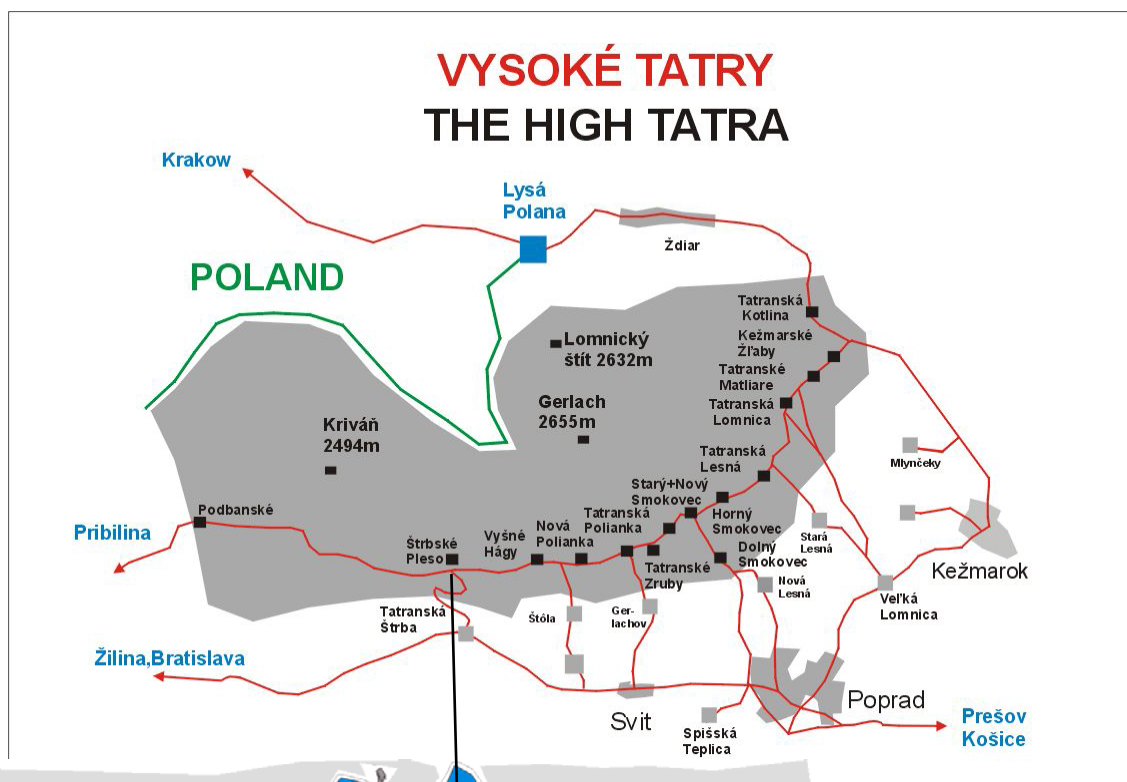 VYSOKÉ TATRY
THE HIGH TATRA
Krakow
Lysá
Polana
Ždiar
POLAND
Tatranská
Kotlina
Kežmarské
Žľaby
Lomnický
štít 2632m
Tatranské
Matliare
Gerlach
2655m
Tatranská
Lomnica
Kriváň
2494m
Tatranská
Lesná
Mlynčeky
Starý+Nový
Smokovec
Podbanské
Tatranská
Polianka
Horný
Smokovec
Pribilina
Nová
Polianka
Vyšné
Hágy
Štrbské
Pleso
Stará
Lesná
Dolný
Smokovec
Tatranské
Zruby
Kežmarok
Nová
Lesná
Veľká
Lomnica
Tatranská
Štrba
Štôla
Ger-
lachov
Žilina,Bratislava
Poprad
Svit
Spišská
Teplica
Prešov
Košice